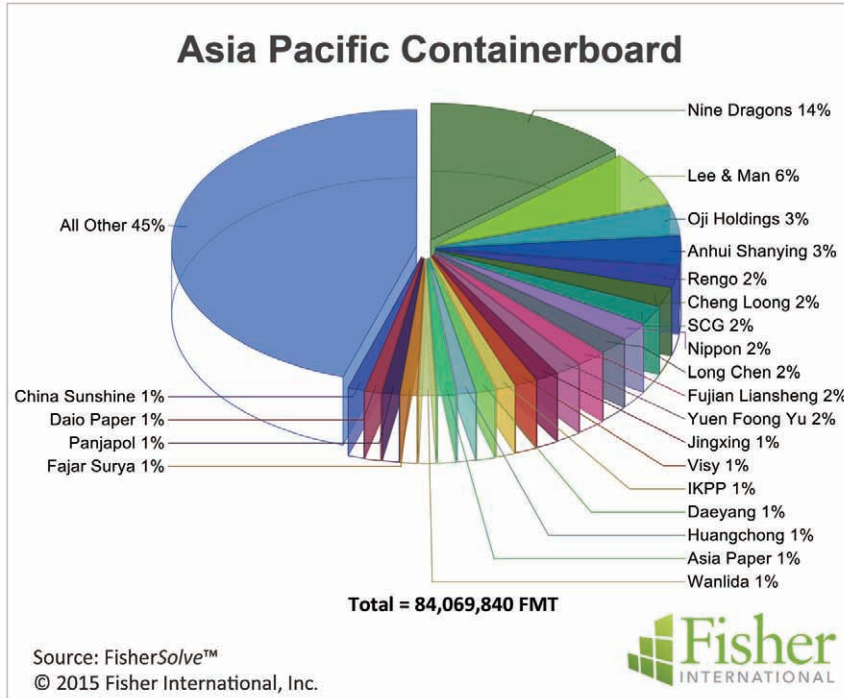 Asia Pacific Containerboard
Nine Dragons 14%
Lee & Man 6%
Oji Holdings 3%
Anhui Shanying 3%
Rengo 2%
Cheng Loong 2%
SCG 2%
Nippon 2%
Long Chen 2%
Fujian Liansheng 2%
Yuen Foong Yu 2%
Jingxing 1%
Visy 1%
IKPP 1%
Daeyang 1%
Huangchong 1%
Asia Paper 1%
Wanlida 1%
All Other 45%
China Sunshine 1%
Daio Paper 1%
Panjapol 1%
Fajar Surya 1%
Total = 84,069,840 FMT
Source: FisherSolve™
© 2015 Fisher International, Inc.
Fisher
INTERNATIONAL